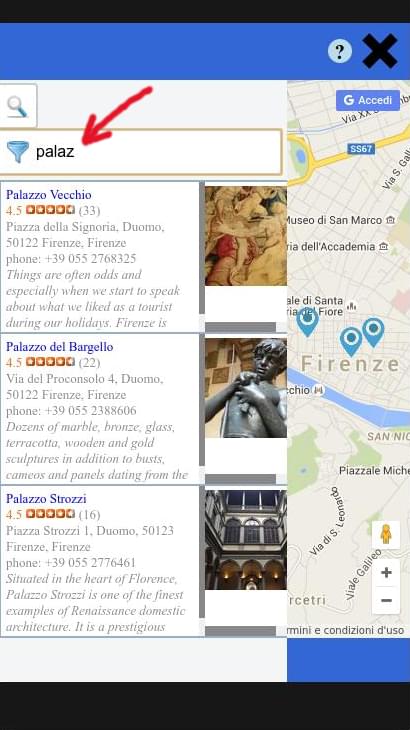 ?
G Accedi
Via XX
SS67
palaz
Via S. Gall
Palazzo Vecchio
4.5 (33)
Piazza della Signoria, Duomo,
50122 Firenze, Firenze
phone: +39 055 2768325
Things are often odds and
especially when we start to speak
about what we liked as a tourist
during our holidays. Firenze is
Museo di San Marco
ria dell'Accademia
ale di Santa
del Fiore
Palazzo del Bargello
4.5 (22)
Via del Proconsolo 4, Duomo,
50122 Firenze, Firenze
phone: +39 055 2388606
Dozens of marble, bronze, glass,
terracotta, wooden and gold
sculptures in addition to busts,
cameos and panels dating from the
Firenze
cchio
SAN NIC
Piazzale Miche
Palazzo Strozzi
4.5 (16)
Piazza Strozzi 1, Duomo, 50123
Firenze, Firenze
phone: +39 055 2776461
Situated in the heart of Florence,
Palazzo Strozzi is one of the finest
examples of Renaissance domestic
architecture. It is a prestigious
Via di S. Leonardo
Viale Galileo
+
−
rcetri
rmini e condizioni d'uso